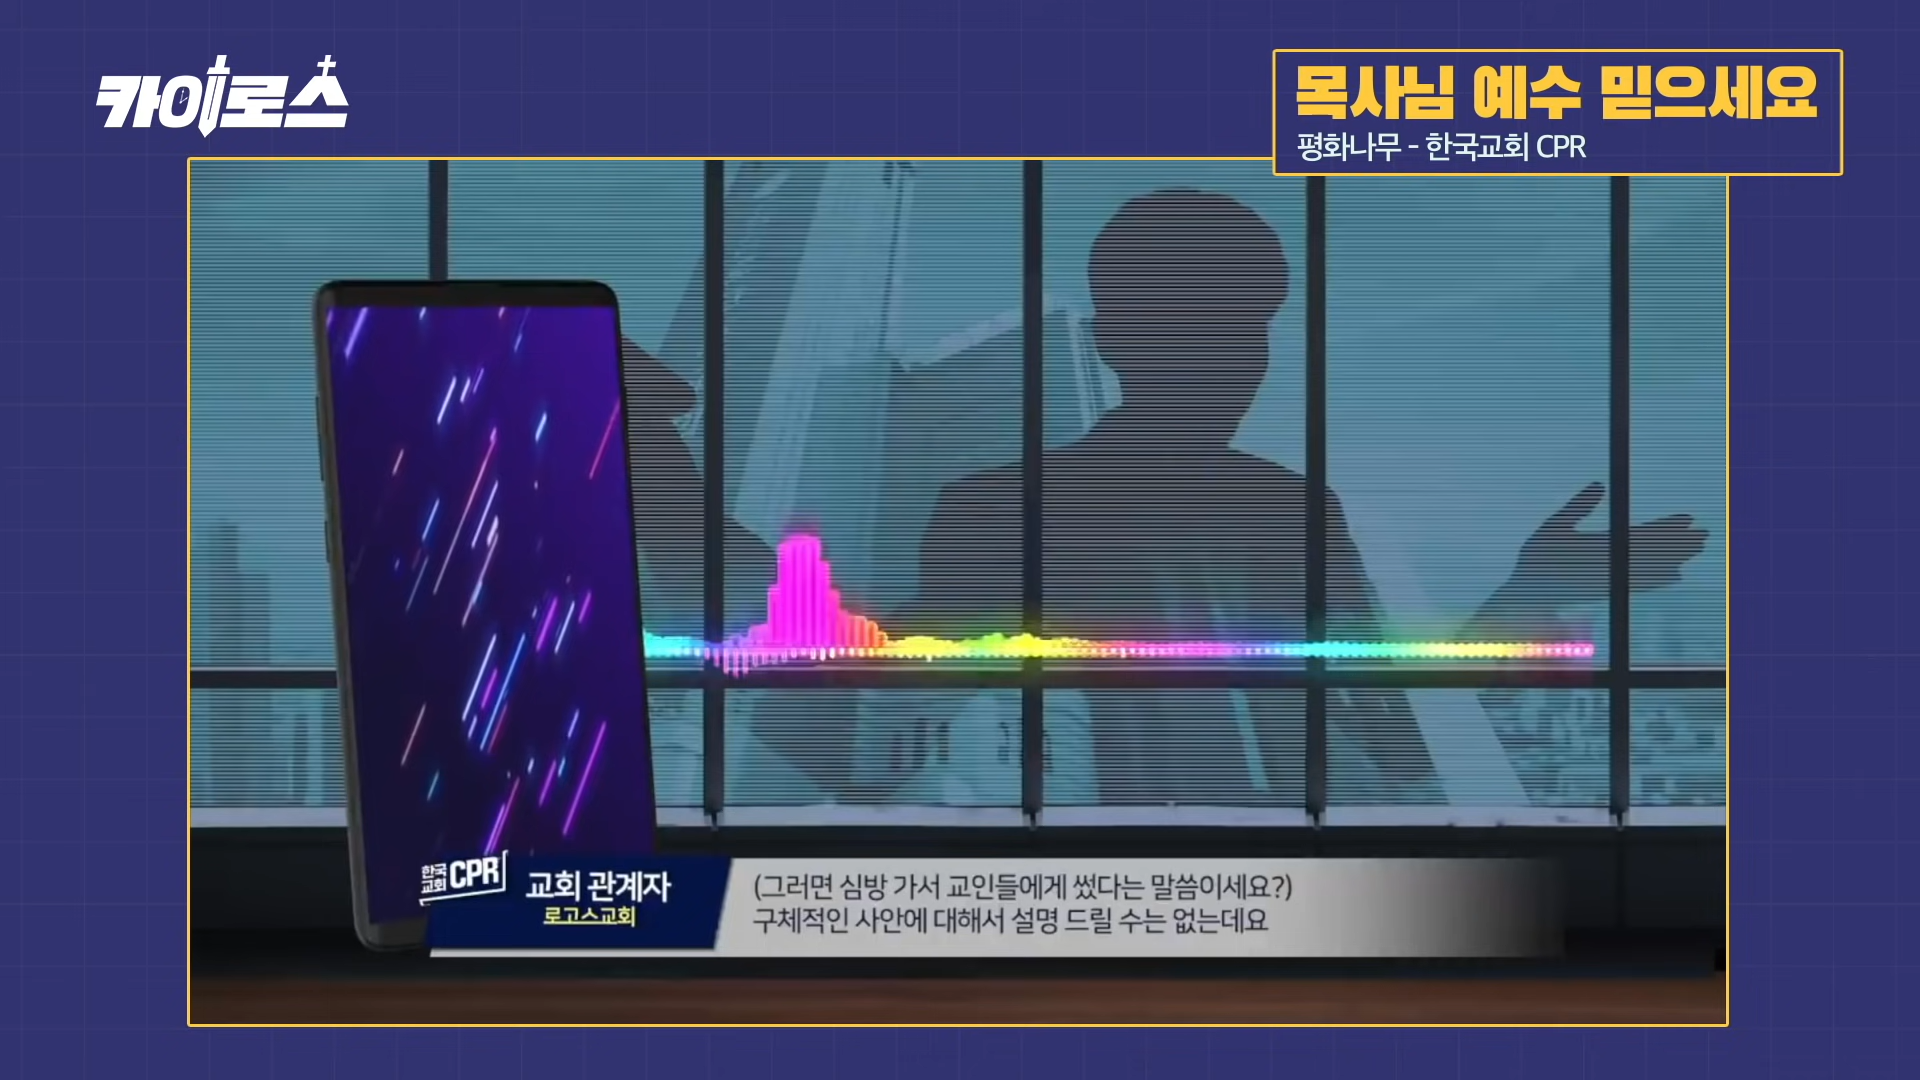 카이로스
목사님 예수 믿으세요
평화나무 - 한국교회 CPR
한국
교회 CPR
교회 관계자
로고스교회
(그러면 심방 가서 교인들에게 썼다는 말씀이세요?)
구체적인 사안에 대해서 설명 드릴 수는 없는데요